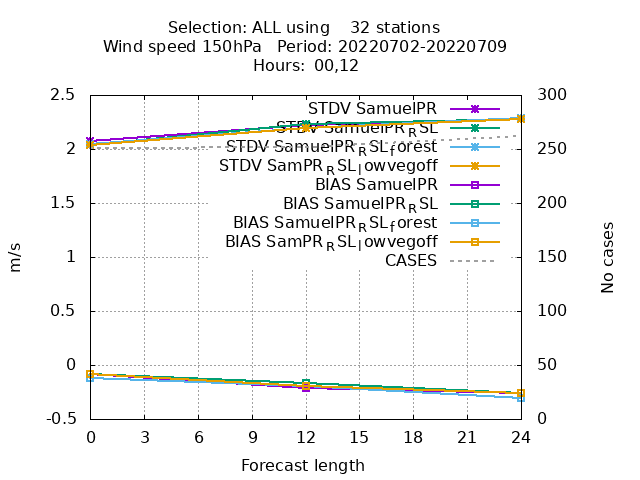 Selection: ALL using 32 stations
Wind speed 150hPa Period: 20220702-20220709
Hours: 00,12
2.5
2
1.5
1
0.5
0
-0.5
m/s
300
250
200
150
100
50
0
No cases
STDV SamuelPR
STDV SamuelPR_RSL
STDV SamuelPR_RSL_forest
STDV SamPR_RSL_lowvegoff
BIAS SamuelPR
BIAS SamuelPR_RSL
BIAS SamuelPR_RSL_forest
BIAS SamPR_RSL_lowvegoff
CASES
0 3 6 9 12 15 18 21 24
Forecast length